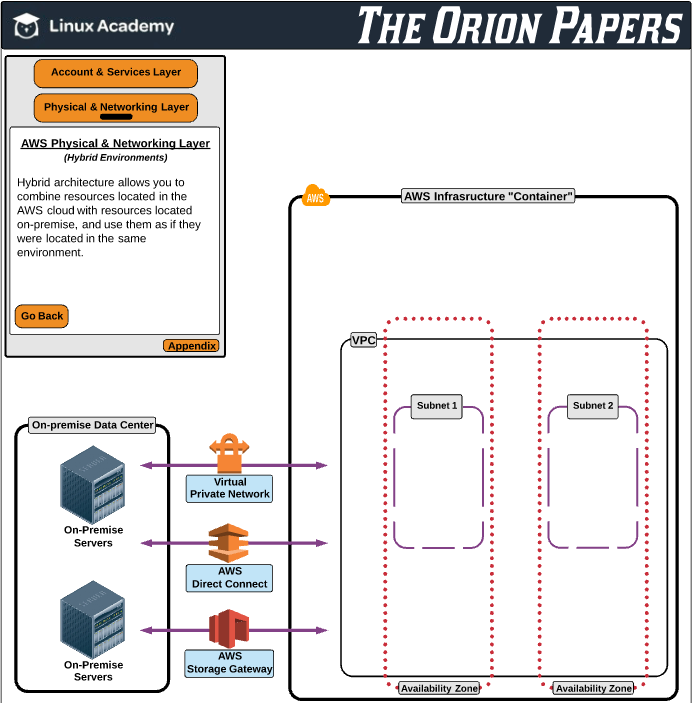 Linux Academy
THE ORION PAPERS
Account & Services Layer
Physical & Networking Layer
AWS Physical & Networking Layer
(Hybrid Environments)
Hybrid architecture allows you to
combine resources located in the
AWS cloud with resources located
on-premise, and use them as if they
were located in the same
environment.
Go Back
Appendix
AWS
AWS Infrasructure "Container"
VPC
Subnet 1
Subnet 2
On-premise Data Center
On-Premise
Servers
Virtual
Private Network
AWS
Direct Connect
On-Premise
Servers
AWS
Storage Gateway
Availability Zone
Availability Zone